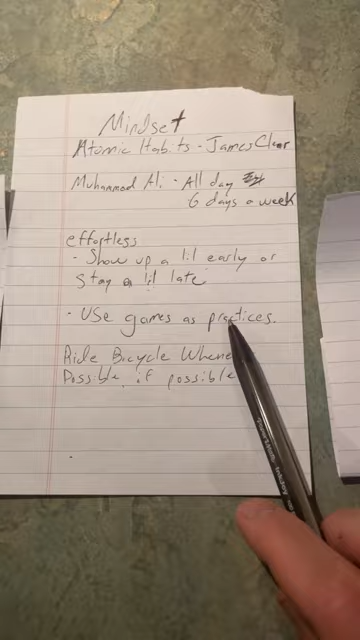 Mindset
Atomic Habits - James Clear
Muhammad Ali - All day
6 days a week
effortless
- Show up a lil early or
stay a lil late
- Use games as practices.
Ride Bicycle Whene
Possible, if possible